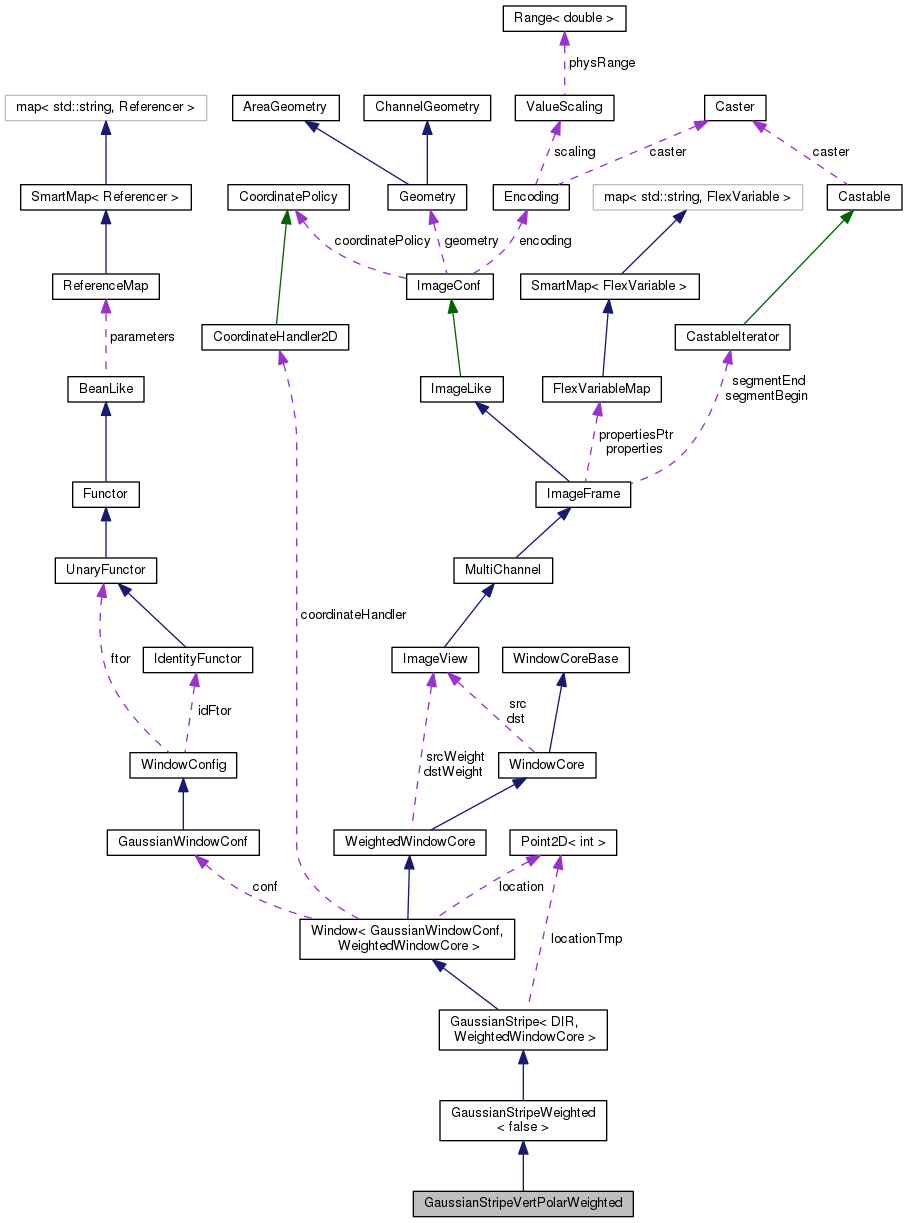 Range< double >
physRange
map< std::string, Referencer >
AreaGeometry
ChannelGeometry
ValueScaling
Caster
scaling
caster
caster
SmartMap< Referencer >
CoordinatePolicy
Geometry
Encoding
map< std::string, FlexVariable >
Castable
coordinatePolicy
geometry
encoding
ReferenceMap
ImageConf
SmartMap< FlexVariable >
parameters
CoordinateHandler2D
CastableIterator
BeanLike
ImageLike
FlexVariableMap
segmentEnd
segmentBegin
propertiesPtr
properties
Functor
ImageFrame
UnaryFunctor
MultiChannel
coordinateHandler
ftor
IdentityFunctor
ImageView
WindowCoreBase
idFtor
src
dst
srcWeight
dstWeight
WindowConfig
WindowCore
GaussianWindowConf
WeightedWindowCore
Point2D< int >
conf
location
Window< GaussianWindowConf,
WeightedWindowCore >
locationTmp
GaussianStripe< DIR,
WeightedWindowCore >
GaussianStripeWeighted
< false >
GaussianStripeVertPolarWeighted